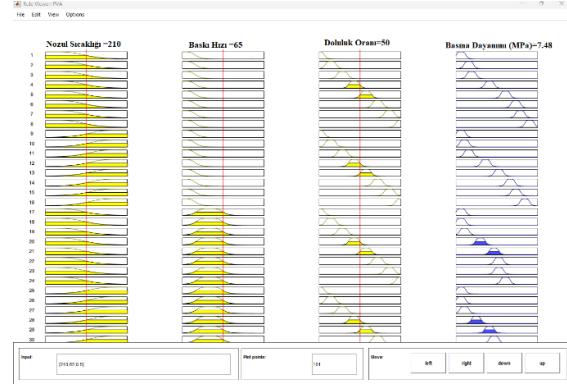 Rule Viewer: PVA
File Edit View Options
Nozul Sıcaklığı =210
Baskı Hızı =65
Doluluk Oranı=50
Basma Dayanımı (MPa)=7.48
1
2
3
4
5
6
7
8
9
10
11
12
13
14
15
16
17
18
19
20
21
22
23
24
25
26
27
28
29
30
Input:
Plot points:
101
Move:
left
right
down
up